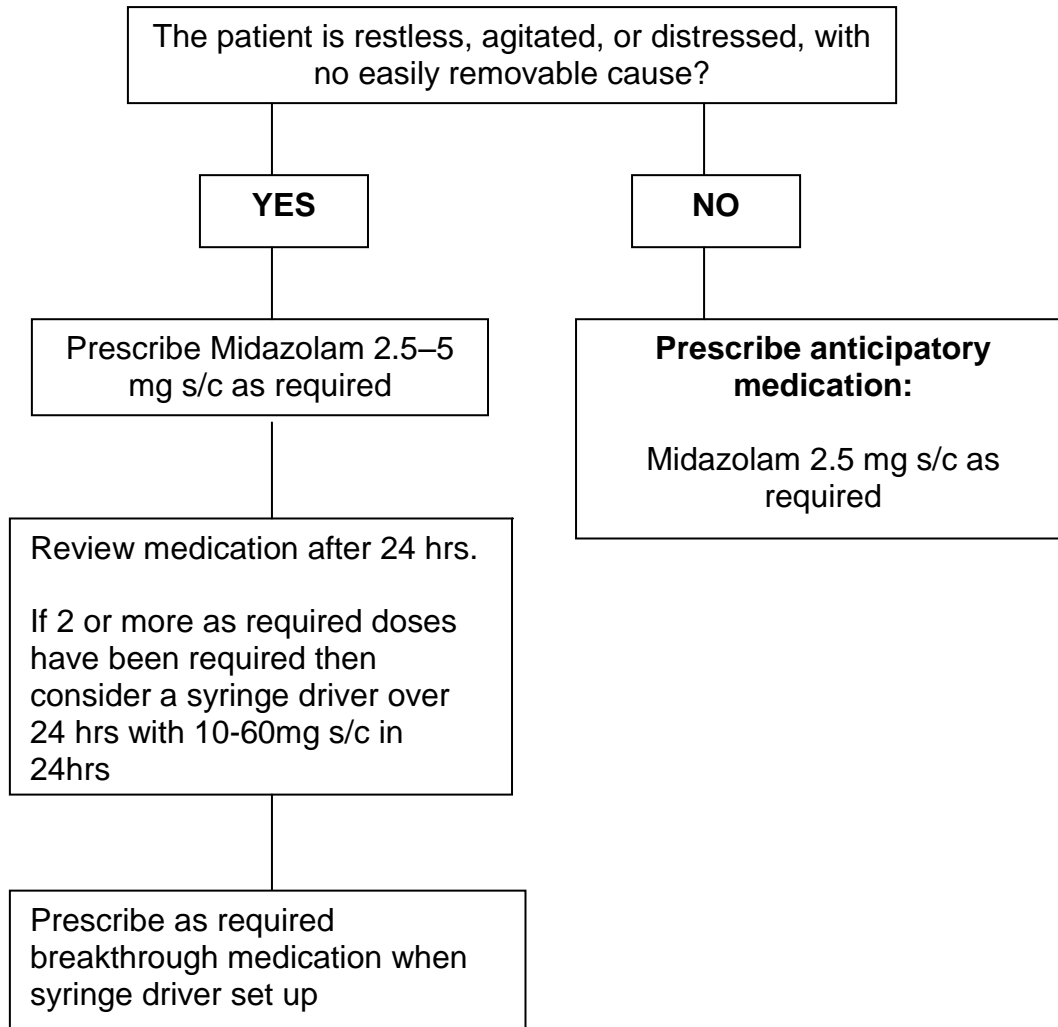 The patient is restless, agitated, or distressed, with
no easily removable cause?
YES
NO
Prescribe Midazolam 2.5–5
mg s/c as required
Prescribe anticipatory
medication:
Midazolam 2.5 mg s/c as
required
Review medication after 24 hrs.
If 2 or more as required doses
have been required then
consider a syringe driver over
24 hrs with 10-60mg s/c in
24hrs
Prescribe as required
breakthrough medication when
syringe driver set up